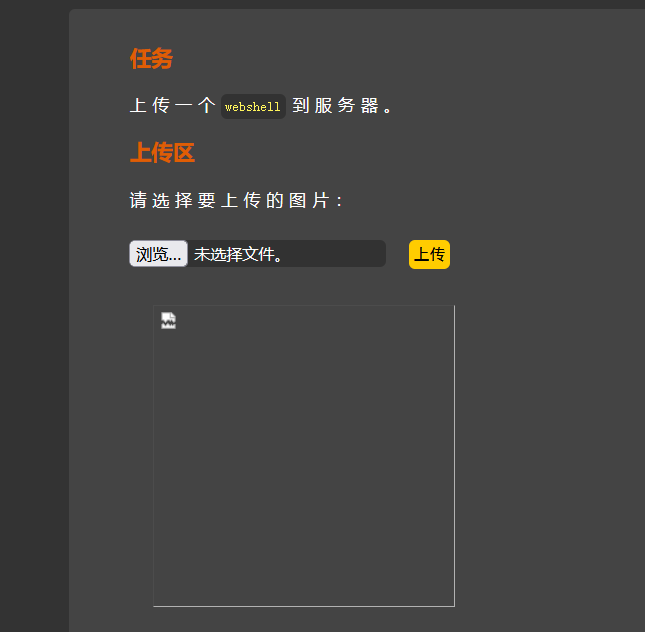 任务
上传一个 webshell 到服务器。
上传区
请选择要上传的图片：
浏览... 未选择文件。 上传